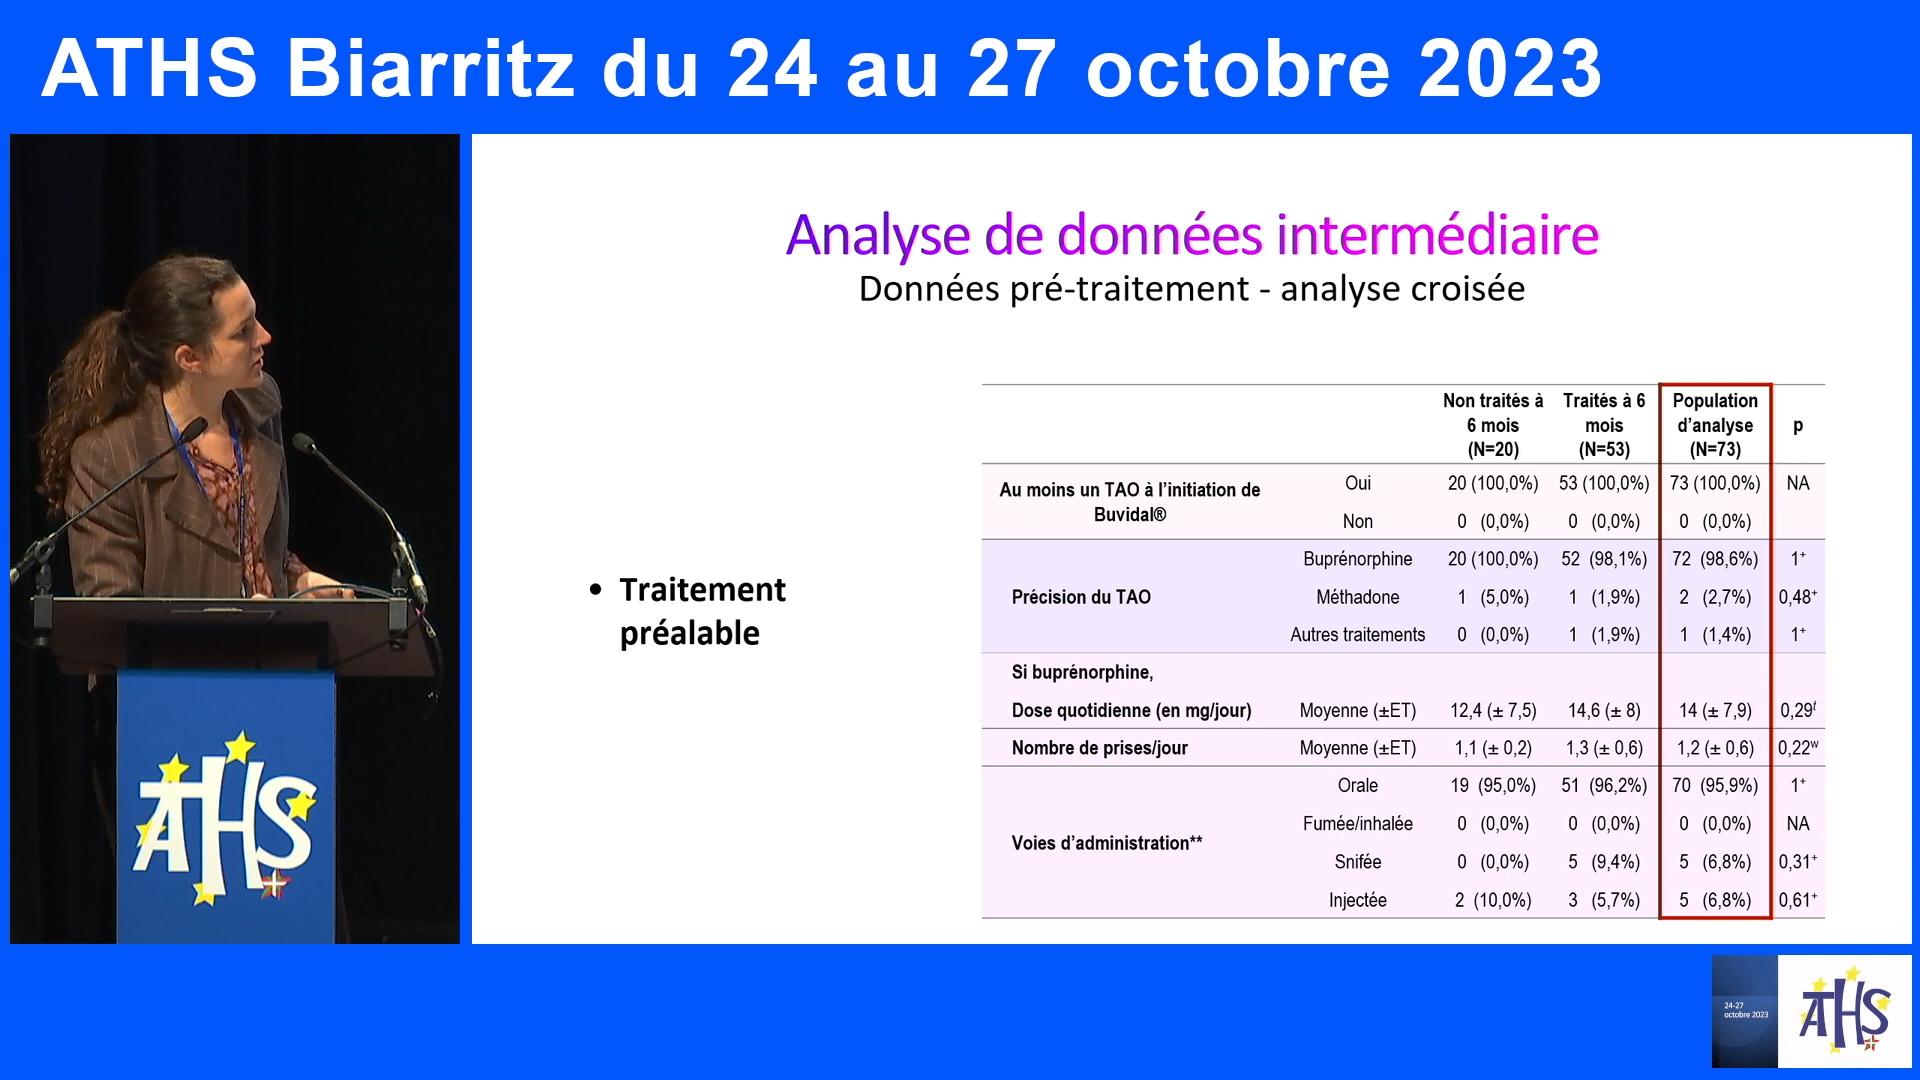 ATHS Biarritz du 24 au 27 octobre 2023
Analyse de données intermédiaire
Données pré-traitement - analyse croisée
• Traitement
préalable
Non traités à 6 mois (N=20) Traités à 6 mois (N=53) Population d'analyse (N=73) p
Au moins un TAO à l'initiation de Buvidal® Oui 20 (100,0%) 53 (100,0%) 73 (100,0%) NA
Non 0 (0,0%) 0 (0,0%) 0 (0,0%)
Précision du TAO Buprénorphine 20 (100,0%) 52 (98,1%) 72 (98,6%) 1+
Méthadone 1 (5,0%) 1 (1,9%) 2 (2,7%) 0,48+
Autres traitements 0 (0,0%) 1 (1,9%) 1 (1,4%) 1+
Si buprénorphine,
Dose quotidienne (en mg/jour) Moyenne (±ET) 12,4 (± 7,5) 14,6 (± 8) 14 (± 7,9) 0,29t
Nombre de prises/jour Moyenne (±ET) 1,1 (± 0,2) 1,3 (± 0,6) 1,2 (± 0,6) 0,22w
Voies d'administration** Orale 19 (95,0%) 51 (96,2%) 70 (95,9%) 1+
Fumée/inhalée 0 (0,0%) 0 (0,0%) 0 (0,0%) NA
Snifée 0 (0,0%) 5 (9,4%) 5 (6,8%) 0,31+
Injectée 2 (10,0%) 3 (5,7%) 5 (6,8%) 0,61+
ATHS
24-27
octobre 2023
ATHS